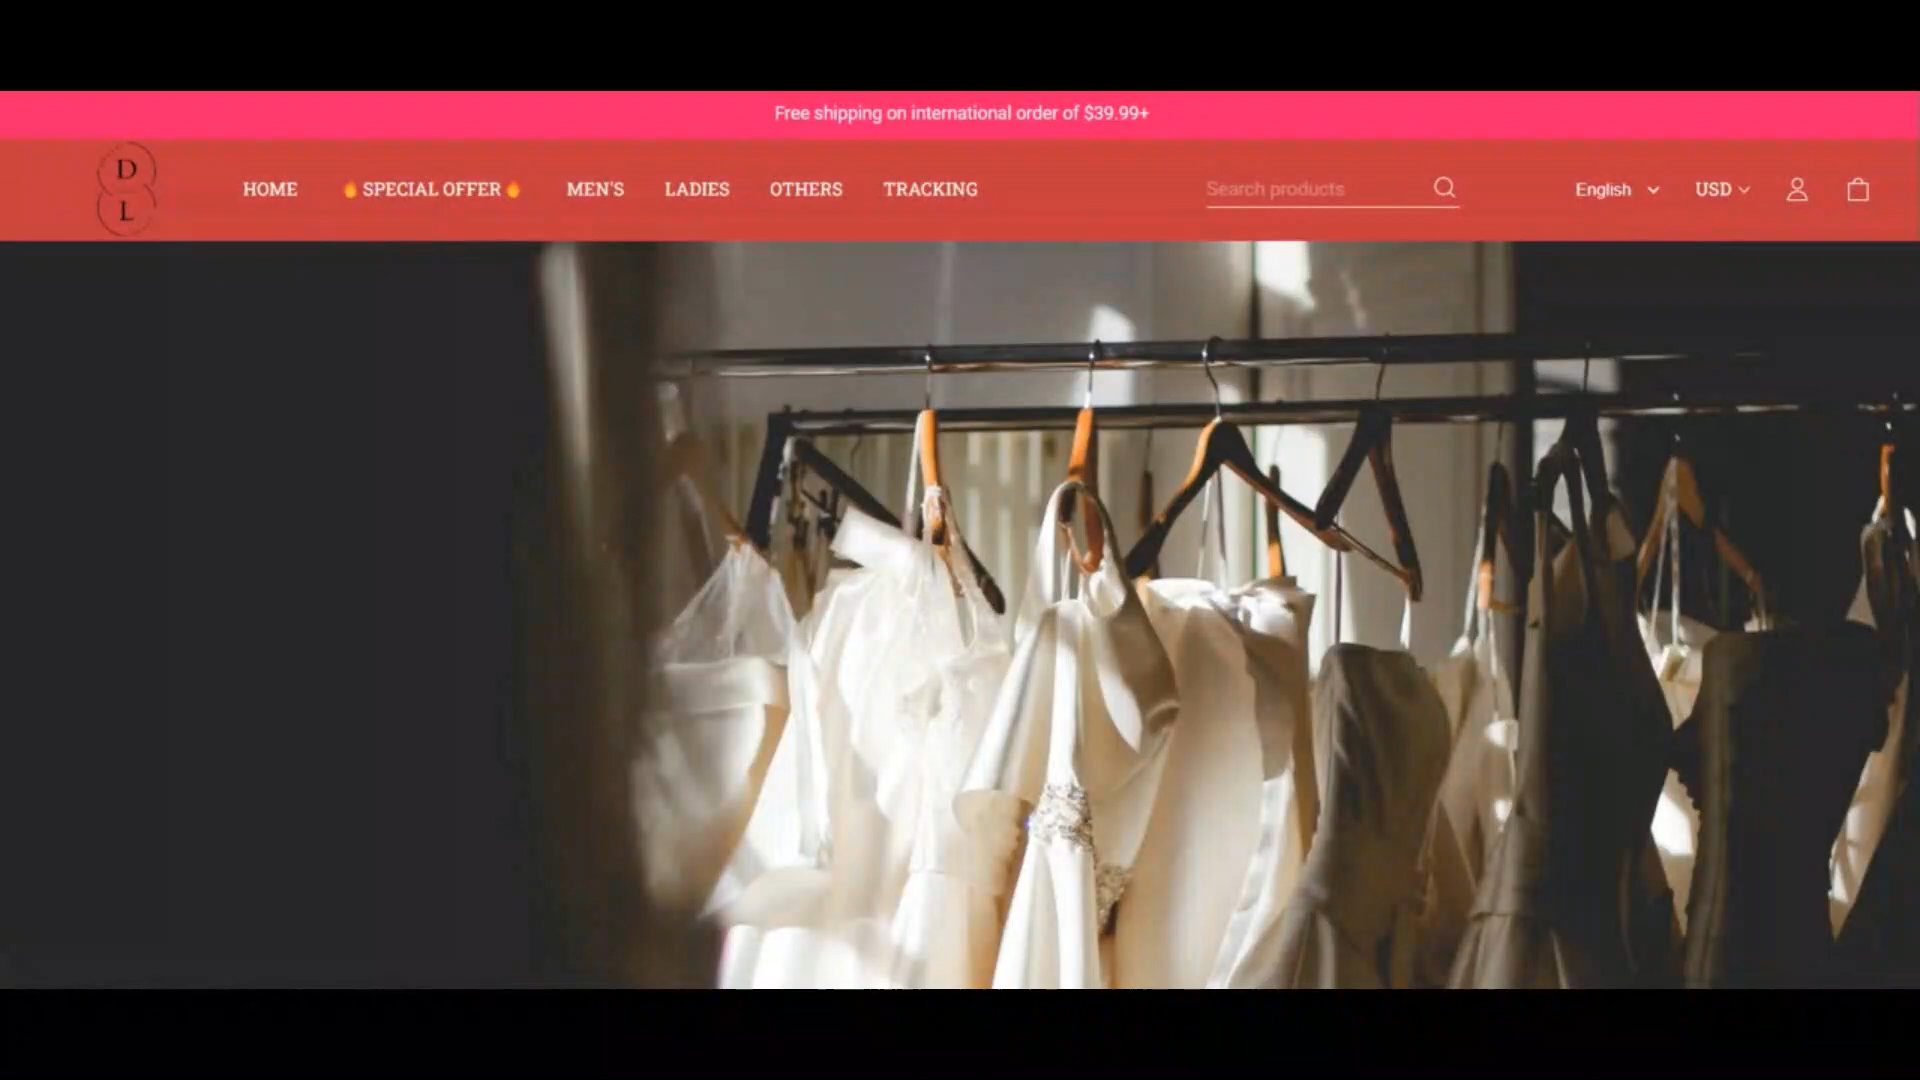 Free shipping on international order of $39.99+
D
L
HOME
SPECIAL OFFER
MEN'S
LADIES
OTHERS
TRACKING
Search products
English
USD